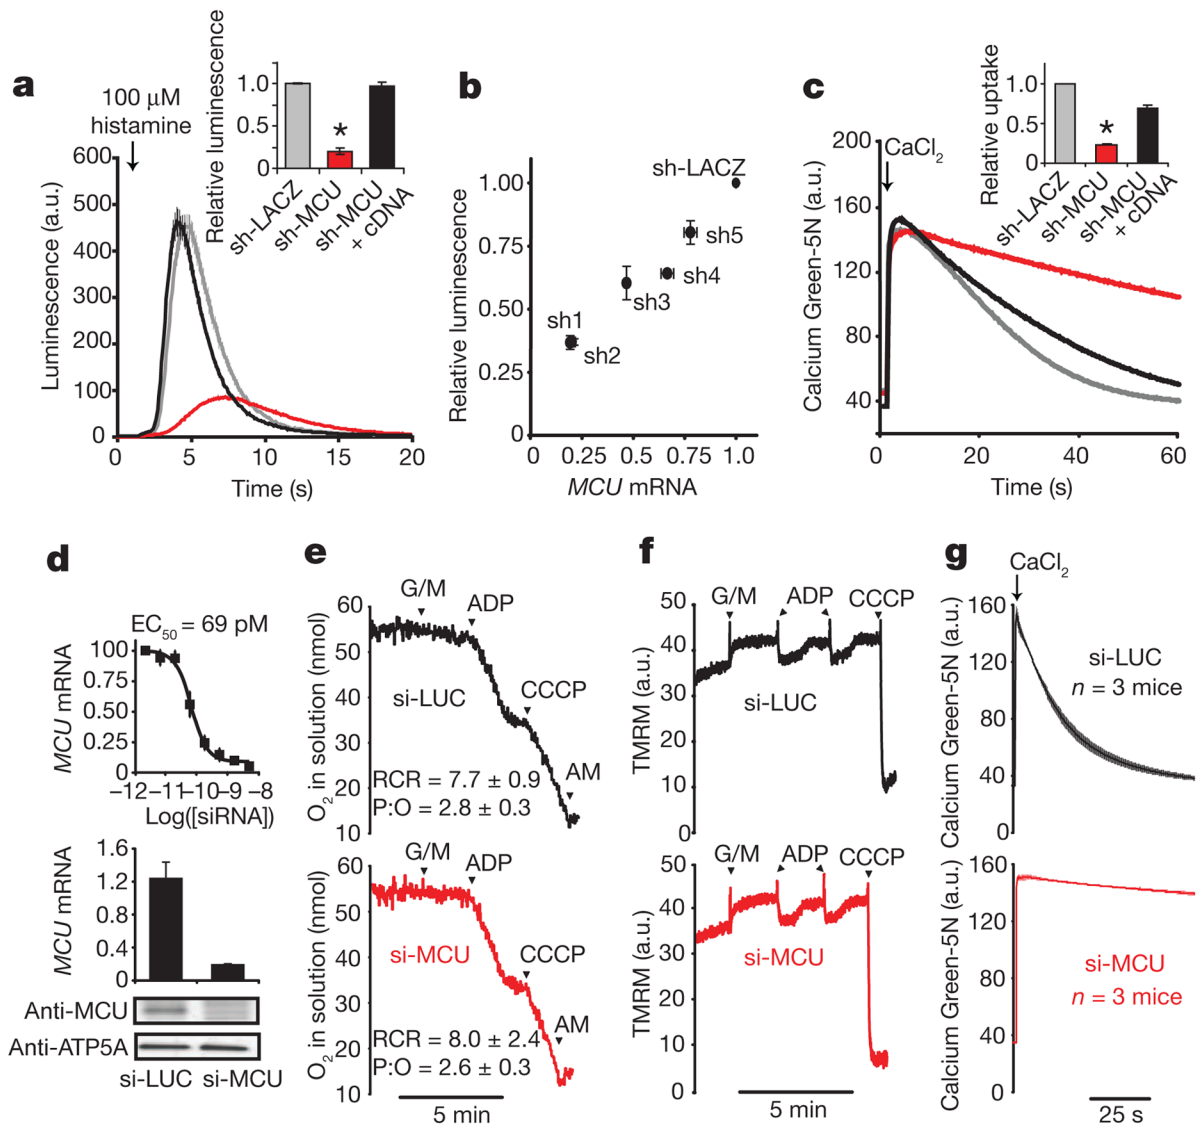 a
100 μM
histamine
Luminescence (a.u.)
600
500
400
300
200
100
0
0
5
10
15
20
Time (s)
Relative luminescence
1.0
0.5
0
*
sh-LACZ
sh-MCU
sh-MCU
+ cDNA
b
Relative luminescence
1.00
0.75
0.50
0.25
0
sh-LACZ
sh5
sh4
sh3
sh1
sh2
0
0.25
0.5
0.75
1.0
MCU mRNA
c
CaCl2
Calcium Green-5N (a.u.)
200
160
120
80
40
0
20
40
60
Time (s)
Relative uptake
1.0
0.5
0
*
sh-LACZ
sh-MCU
sh-MCU
+ cDNA
d
EC50 = 69 pM
MCU mRNA
1.00
0.75
0.50
0.25
0
−12
−11
−10
−9
−8
Log([siRNA])
MCU mRNA
1.6
1.2
0.8
0.4
0
Anti-MCU
Anti-ATP5A
si-LUC
si-MCU
e
O2 in solution (nmol)
60
50
40
30
20
10
G/M
ADP
CCCP
AM
si-LUC
RCR = 7.7 ± 0.9
P:O = 2.8 ± 0.3
O2 in solution (nmol)
60
50
40
30
20
10
G/M
ADP
CCCP
AM
si-MCU
RCR = 8.0 ± 2.4
P:O = 2.6 ± 0.3
5 min
f
TMRM (a.u.)
50
40
30
20
10
0
G/M
ADP
CCCP
si-LUC
TMRM (a.u.)
50
40
30
20
10
0
G/M
ADP
CCCP
si-MCU
5 min
g
CaCl2
Calcium Green-5N (a.u.)
160
120
80
40
0
si-LUC
n = 3 mice
Calcium Green-5N (a.u.)
160
120
80
40
0
si-MCU
n = 3 mice
25 s